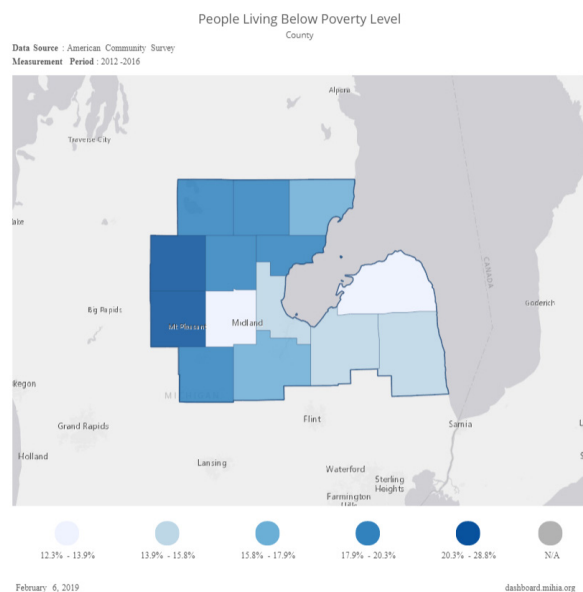 People Living Below Poverty Level
County
Data Source : American Community Survey
Measurement Period : 2012 -2016
Alpena
Traverse City
lake
CANADA
Goderich
Big Rapids
Mt Pleasant
Midland
MICHIGAN
Flint
Grand Rapids
Sarnia
Holland
Lansing
Waterford
Sterling
Heights
Farmington
Hills
12.3% - 13.9%
13.9% - 15.8%
15.8% - 17.9%
17.9% - 20.3%
20.3% - 28.8%
N/A
February 6, 2019
dashboard.mihia.org